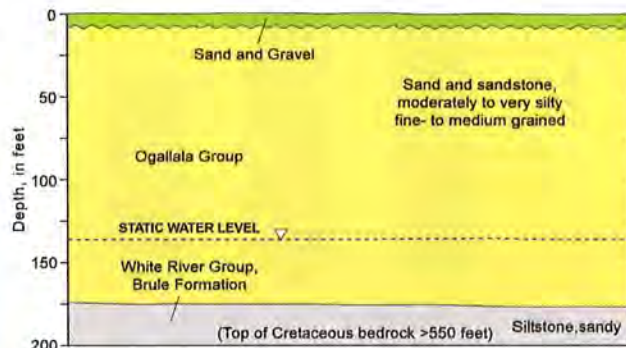 0
Sand and Gravel
Sand and sandstone,
moderately to very silty
fine- to medium grained
50
Ogallala Group
100
Depth, in feet
STATIC WATER LEVEL
150
White River Group,
Brule Formation
(Top of Cretaceous bedrock >550 feet)
Siltstone,sandy
200